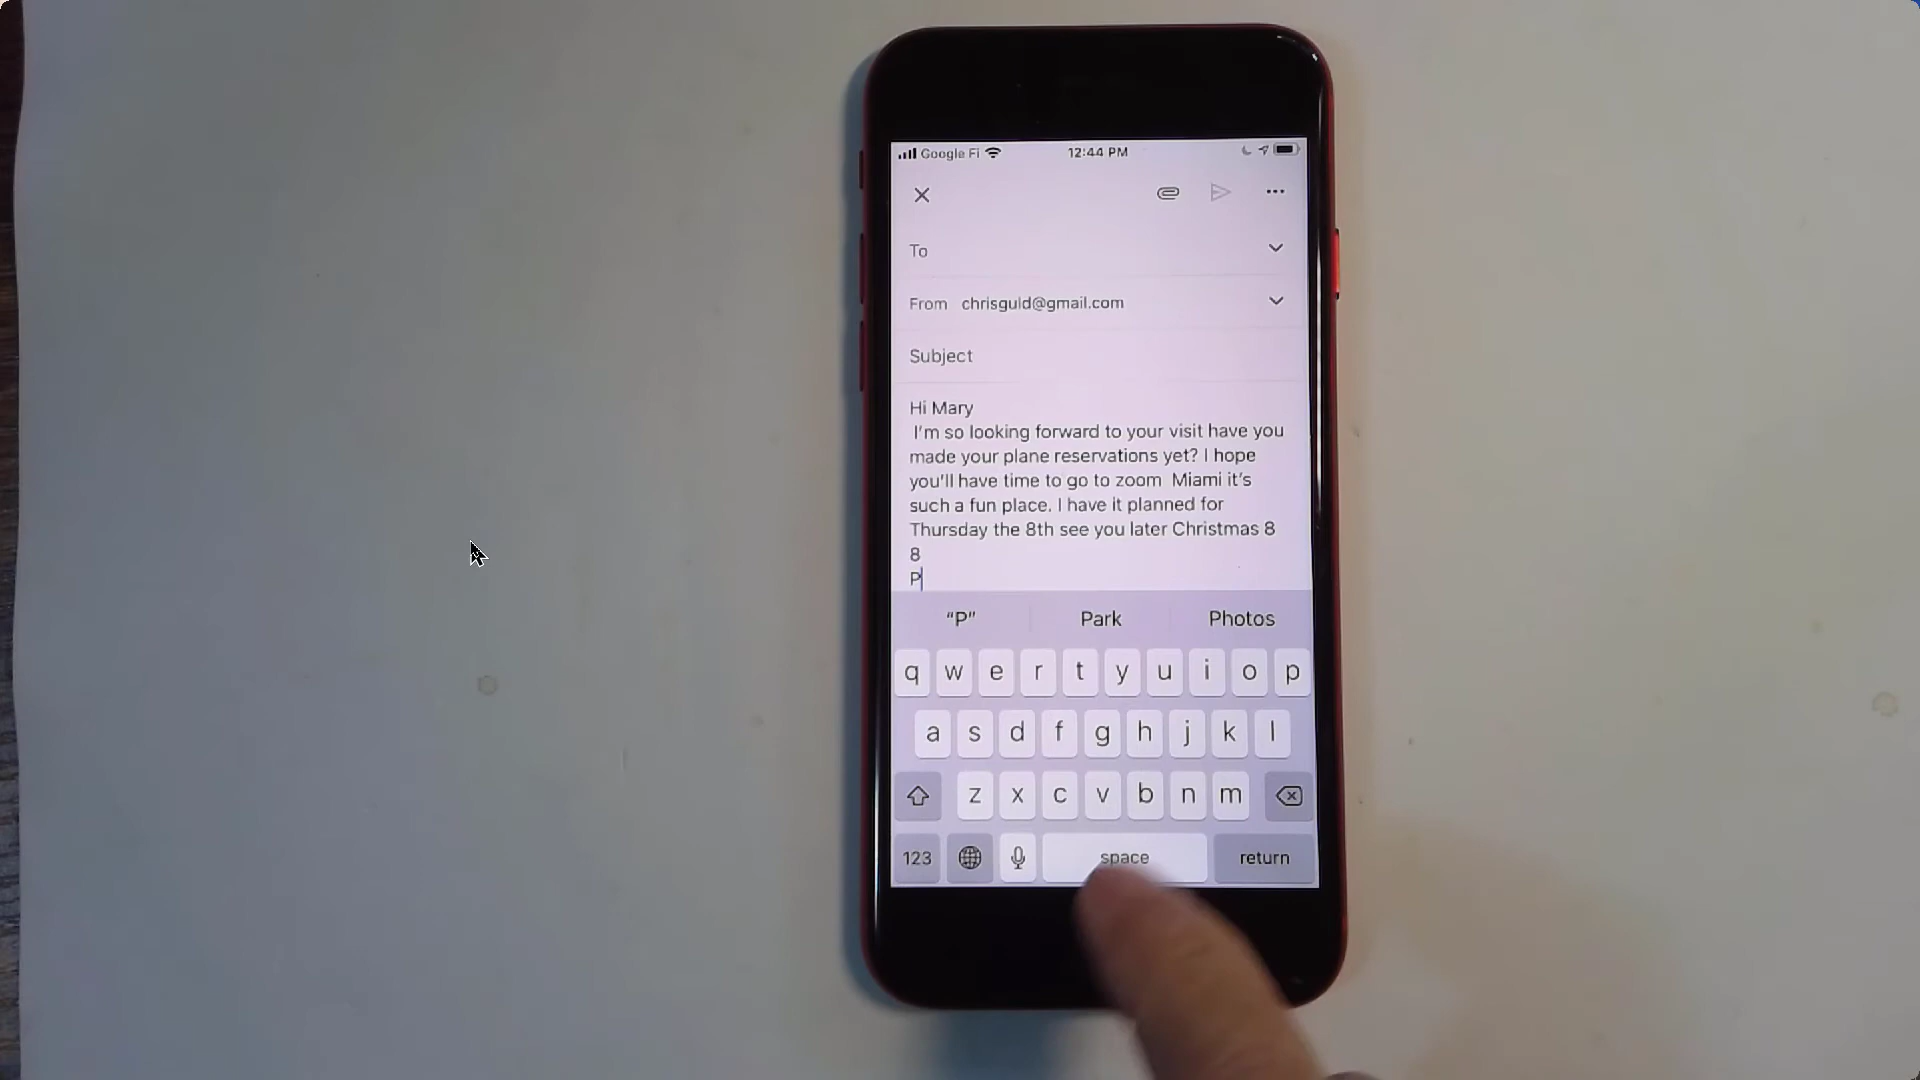 Google Fi 12:44 PM
To
From chrisguld@gmail.com
Subject
Hi Mary
I'm so looking forward to your visit have you
made your plane reservations yet? I hope
you'll have time to go to zoom Miami it's
such a fun place. I have it planned for
Thursday the 8th see you later Christmas 8
8
P
“P” Park Photos
q w e r t y u i o p
a s d f g h j k l
z x c v b n m
123 space return